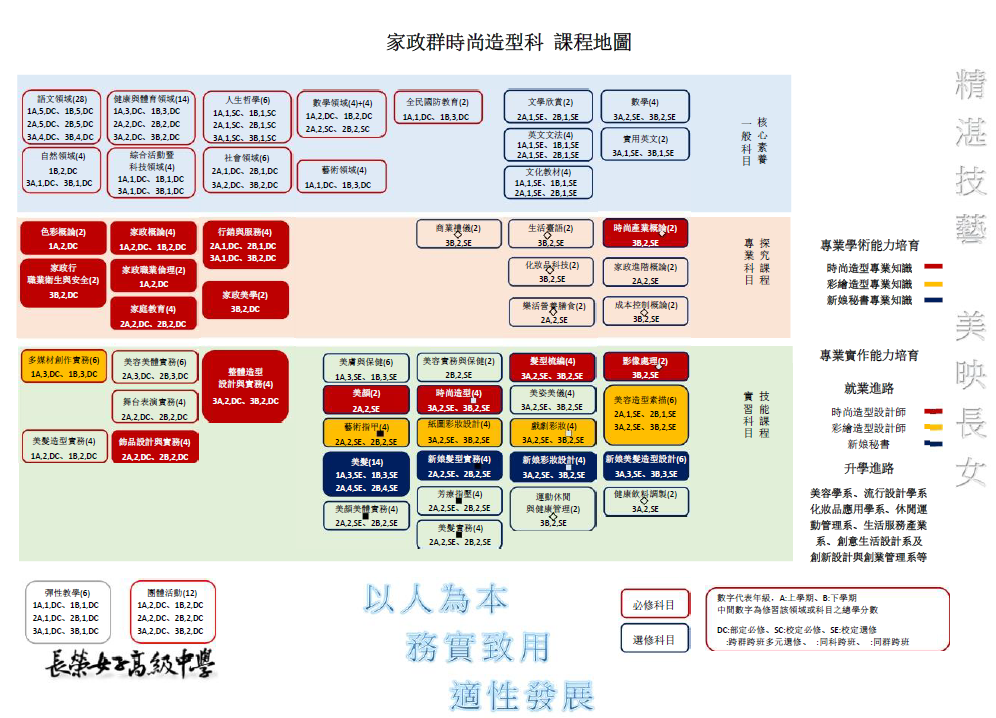 家政群時尚造型科 課程地圖
語文領域(28)
1A,5,DC、1B,5,DC
2A,5,DC、2B,5,DC
3A,4,DC、3B,4,DC
健康與體育領域(14)
1A,3,DC、1B,3,DC
2A,2,DC、2B,2,DC
3A,2,DC、3B,2,DC
人生哲學(6)
1A,1,SC、1B,1,SC
2A,1,SC、2B,1,SC
3A,1,SC、3B,1,SC
數學領域(4)+(4)
1A,2,DC、1B,2,DC
2A,2,SC、2B,2,SC
全民國防教育(2)
1A,1,DC、1B,3,DC
文學欣賞(2)
2A,1,SE、2B,1,SE
數學(4)
3A,2,SE、3B,2,SE
英文文法(4)
1A,1,SE、1B,1,SE
2A,1,SE、2B,1,SE
實用英文(2)
3A,1,SE、3B,1,SE
自然領域(4)
1B,2,DC
3A,1,DC、3B,1,DC
綜合活動暨
科技領域(4)
1A,1,DC、1B,1,DC
3A,1,DC、3B,1,DC
社會領域(6)
2A,1,DC、2B,1,DC
3A,2,DC、3B,2,DC
藝術領域(4)
1A,1,DC、1B,3,DC
文化教材(4)
1A,1,SE、1B,1,SE
2A,1,SE、2B,1,SE
核心素養
一般科目
色彩概論(2)
1A,2,DC
家政概論(4)
1A,2,DC、1B,2,DC
行銷與服務(4)
2A,1,DC、2B,1,DC
3A,1,DC、3B,2,DC
商業禮儀(2)
3B,2,SE
生活臺語(2)
3B,2,SE
時尚產業概論(2)
3B,2,SE
家政行
職業衛生與安全(2)
3B,2,DC
家政職業倫理(2)
1A,2,DC
化妝品科技(2)
3B,2,SE
家政進階概論(2)
2A,2,SE
家庭教育(4)
2A,2,DC、2B,2,DC
家政美學(2)
3B,2,DC
樂活營養膳食(2)
2A,2,SE
成本控制概論(2)
3B,2,SE
探究課程
專業科目
多媒材創作實務(6)
1A,3,DC、1B,3,DC
美容美體實務(6)
2A,3,DC、2B,3,DC
整體造型
設計與實務(4)
3A,2,DC、3B,2,DC
舞台表演實務(4)
2A,2,DC、2B,2,DC
美髮造型實務(4)
1A,2,DC、1B,2,DC
飾品設計與實務(4)
2A,2,DC、2B,2,DC
美膚與保健(6)
1A,3,SE、1B,3,SE
美容實務與保健(2)
2B,2,SE
髮型梳編(4)
3A,2,SE、3B,2,SE
影像處理(2)
3B,2,SE
美顏(2)
2A,2,SE
時尚造型(4)
3A,2,SE、3B,2,SE
美姿美儀(4)
3A,2,SE、3B,2,SE
美容造型素描(6)
2A,1,SE、2B,1,SE
3A,2,SE、3B,2,SE
藝術指甲(4)
2A,2,SE、2B,2,SE
紙圖彩妝設計(4)
3A,2,SE、3B,2,SE
戲劇彩妝(4)
3A,2,SE、3B,2,SE
美髮(14)
1A,3,SE、1B,3,SE
2A,4,SE、2B,4,SE
新娘髮型實務(4)
2A,2,SE、2B,2,SE
新娘彩妝設計(4)
3A,2,SE、3B,2,SE
新娘美髮造型設計(6)
3A,3,SE、3B,3,SE
美顏美體實務(4)
2A,2,SE、2B,2,SE
芳療指壓(4)
2A,2,SE、2B,2,SE
運動休閒
與健康管理(2)
3B,2,SE
健康飲料調製(2)
3A,2,SE
美髮實務(4)
2A,2,SE、2B,2,SE
技能課程
實習科目
專業學術能力培育
時尚造型專業知識
彩繪造型專業知識
新娘秘書專業知識
專業實作能力培育
就業進路
時尚造型設計師
彩繪造型設計師
新娘秘書
升學進路
美容學系、流行設計學系
化妝品應用學系、休閒運
動管理系、生活服務產業
系、創意生活設計系及
創新設計與創業管理系等
精湛技藝 美映長女
彈性教學(6)
1A,1,DC、1B,1,DC
2A,1,DC、2B,1,DC
3A,1,DC、3B,1,DC
團體活動(12)
1A,2,DC、1B,2,DC
2A,2,DC、2B,2,DC
3A,2,DC、3B,2,DC
長榮女子高級中學
以人為本
務實致用
適性發展
必修科目
選修科目
數字代表年級，A:上學期、B:下學期
中間數字為修習該領域或科目之總學分數
DC:部定必修、SC:校定必修、SE:校定選修
:跨群跨班多元選修、 :同科跨班、 :同群跨班